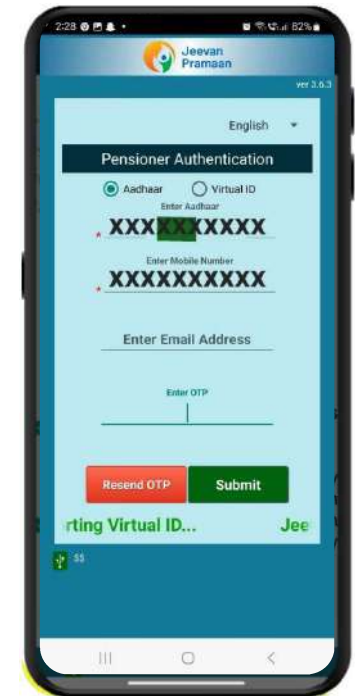 2:28 82%
Jeevan
Pramaan
ver 3.6.3
English
Pensioner Authentication
Aadhaar Virtual ID
Enter Aadhaar
* XXXXXXXXXXX
Enter Mobile Number
* XXXXXXXXXX
Enter Email Address
Enter OTP
Resend OTP Submit
rting Virtual ID... Jee